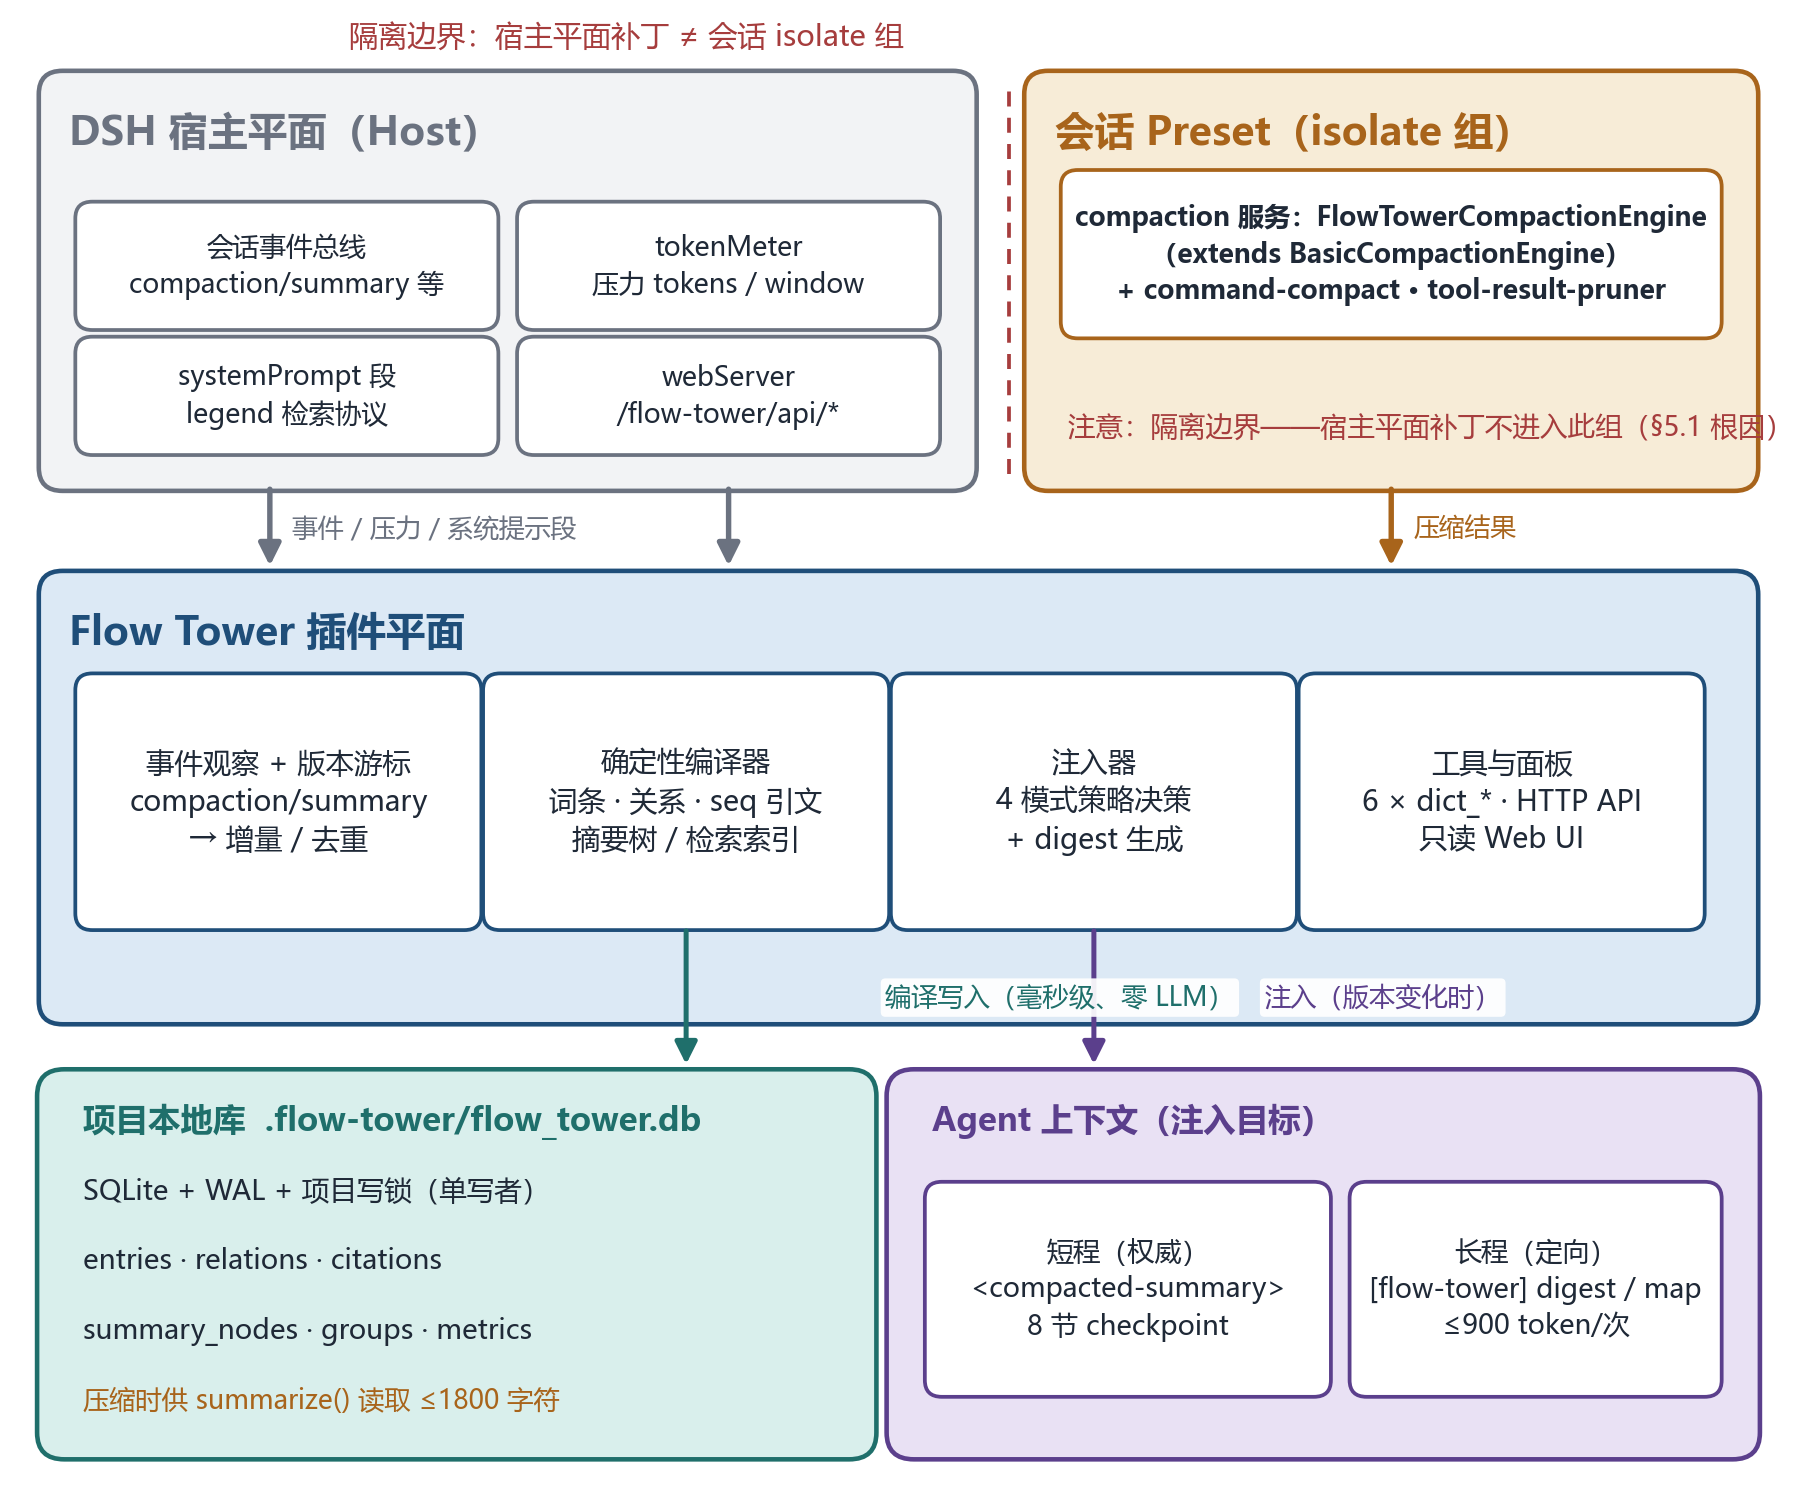 隔离边界：宿主平面补丁 ≠ 会话 isolate 组
DSH 宿主平面（Host）
会话事件总线
compaction/summary 等
tokenMeter
压力 tokens / window
systemPrompt 段
legend 检索协议
webServer
/flow-tower/api/*
会话 Preset（isolate 组）
compaction 服务：FlowTowerCompactionEngine
（extends BasicCompactionEngine）
+ command-compact • tool-result-pruner
注意：隔离边界——宿主平面补丁不进入此组（§5.1 根因）
事件 / 压力 / 系统提示段
压缩结果
Flow Tower 插件平面
事件观察 + 版本游标
compaction/summary
→ 增量 / 去重
确定性编译器
词条 · 关系 · seq 引文
摘要树 / 检索索引
注入器
4 模式策略决策
+ digest 生成
工具与面板
6 × dict_* · HTTP API
只读 Web UI
编译写入（毫秒级、零 LLM）
注入（版本变化时）
项目本地库 .flow-tower/flow_tower.db
SQLite + WAL + 项目写锁（单写者）
entries · relations · citations
summary_nodes · groups · metrics
压缩时供 summarize() 读取 ≤1800 字符
Agent 上下文（注入目标）
短程（权威）
<compacted-summary>
8 节 checkpoint
长程（定向）
[flow-tower] digest / map
≤900 token/次